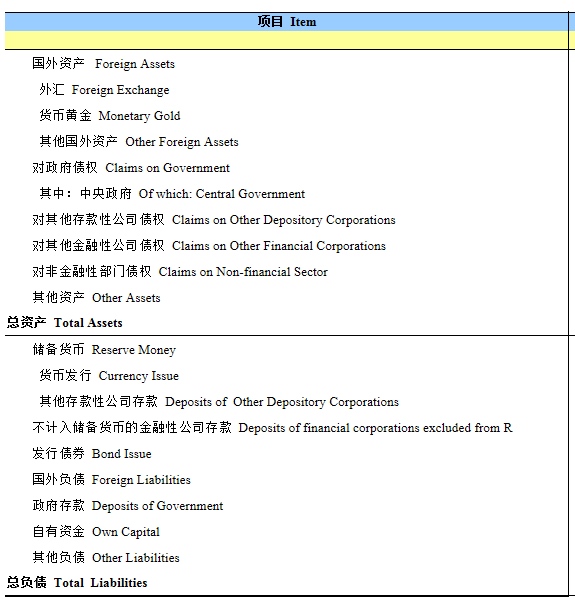 项目 Item
国外资产 Foreign Assets
外汇 Foreign Exchange
货币黄金 Monetary Gold
其他国外资产 Other Foreign Assets
对政府债权 Claims on Government
其中：中央政府 Of which: Central Government
对其他存款性公司债权 Claims on Other Depository Corporations
对其他金融性公司债权 Claims on Other Financial Corporations
对非金融性部门债权 Claims on Non-financial Sector
其他资产 Other Assets
总资产 Total Assets
储备货币 Reserve Money
货币发行 Currency Issue
其他存款性公司存款 Deposits of Other Depository Corporations
不计入储备货币的金融性公司存款 Deposits of financial corporations excluded from R
发行债券 Bond Issue
国外负债 Foreign Liabilities
政府存款 Deposits of Government
自有资金 Own Capital
其他负债 Other Liabilities
总负债 Total Liabilities